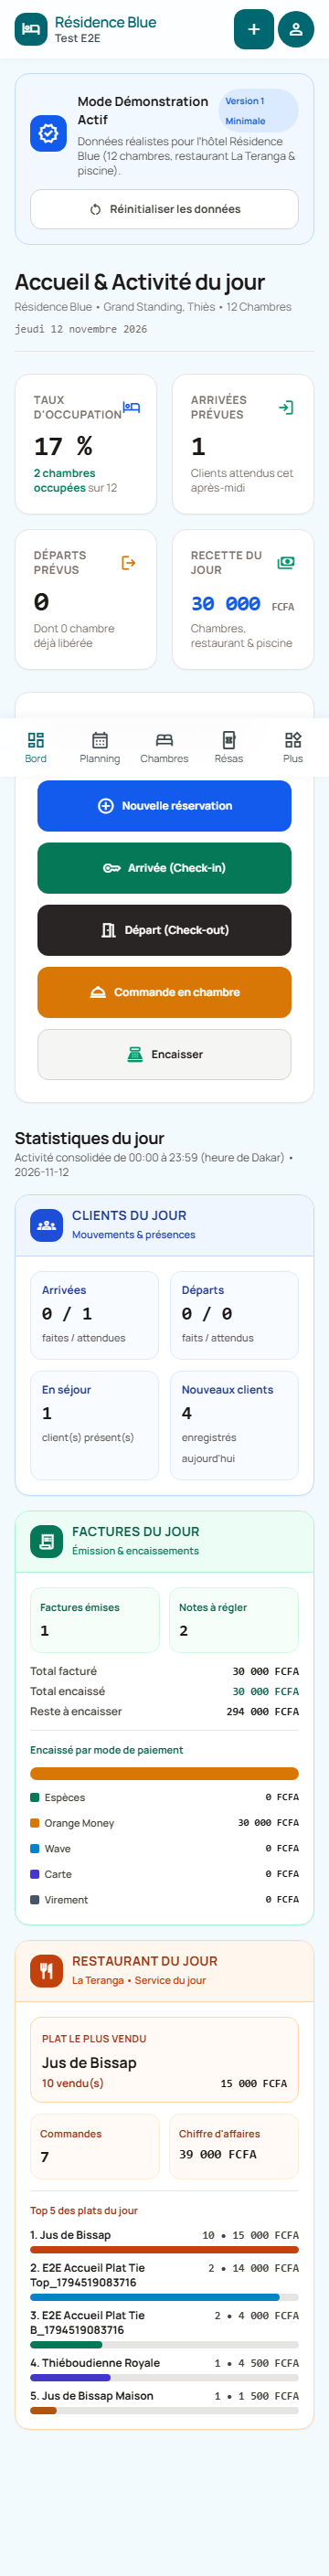 Résidence Blue
Test E2E
Mode Démonstration
Actif
Version 1
Minimale
Données réalistes pour l'hôtel Résidence
Blue (12 chambres, restaurant La Teranga &
piscine).
Réinitialiser les données
Accueil & Activité du jour
Résidence Blue • Grand Standing, Thiès • 12 Chambres
jeudi 12 novembre 2026
TAUX
D'OCCUPATION
17 %
2 chambres
occupées sur 12
ARRIVÉES
PRÉVUES
1
Clients attendus cet
après-midi
DÉPARTS
PRÉVUS
0
Dont 0 chambre
déjà libérée
RECETTE DU
JOUR
30 000 FCFA
Chambres,
restaurant & piscine
Bord
Planning
Chambres
Résas
Plus
Nouvelle réservation
Arrivée (Check-in)
Départ (Check-out)
Commande en chambre
Encaisser
Statistiques du jour
Activité consolidée de 00:00 à 23:59 (heure de Dakar) •
2026-11-12
CLIENTS DU JOUR
Mouvements & présences
Arrivées
0 / 1
faites / attendues
Départs
0 / 0
faits / attendus
En séjour
1
client(s) présent(s)
Nouveaux clients
4
enregistrés
aujourd'hui
FACTURES DU JOUR
Émission & encaissements
Factures émises
1
Notes à régler
2
Total facturé 30 000 FCFA
Total encaissé 30 000 FCFA
Reste à encaisser 294 000 FCFA
Encaissé par mode de paiement
Espèces 0 FCFA
Orange Money 30 000 FCFA
Wave 0 FCFA
Carte 0 FCFA
Virement 0 FCFA
RESTAURANT DU JOUR
La Teranga • Service du jour
PLAT LE PLUS VENDU
Jus de Bissap
10 vendu(s) 15 000 FCFA
Commandes
7
Chiffre d'affaires
39 000 FCFA
Top 5 des plats du jour
1. Jus de Bissap 10 • 15 000 FCFA
2. E2E Accueil Plat Tie 2 • 14 000 FCFA
Top_1794519083716
3. E2E Accueil Plat Tie 2 • 4 000 FCFA
B_1794519083716
4. Thiéboudienne Royale 1 • 4 500 FCFA
5. Jus de Bissap Maison 1 • 1 500 FCFA